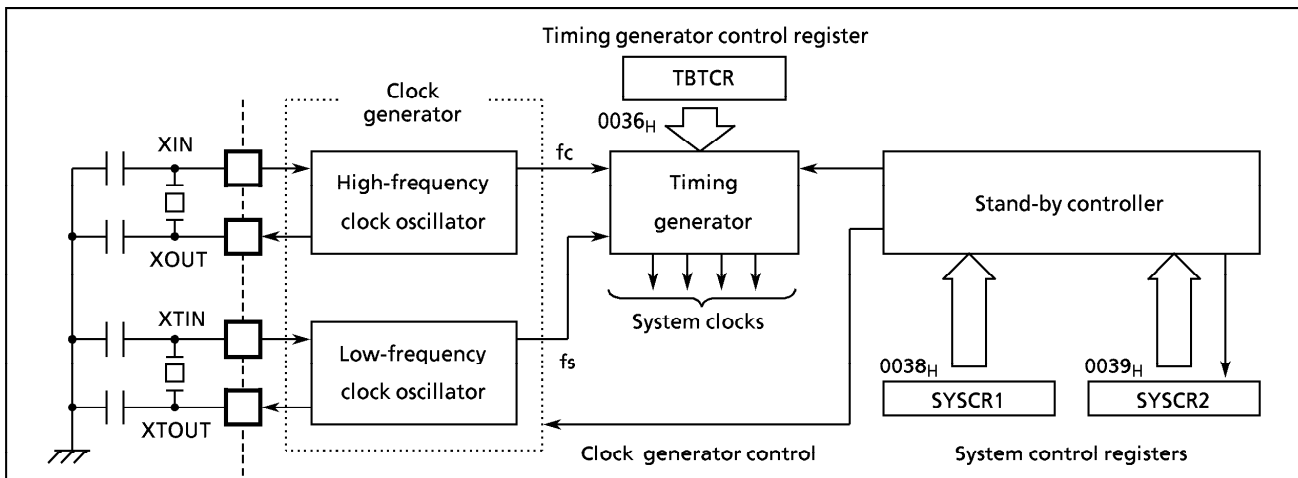 Timing generator control register
TBTCR
0036H
Clock
generator
XIN
XOUT
High-frequency
clock oscillator
fc
Timing
generator
Stand-by controller
System clocks
XTIN
XTOUT
Low-frequency
clock oscillator
fs
0038H
SYSCR1
0039H
SYSCR2
Clock generator control
System control registers